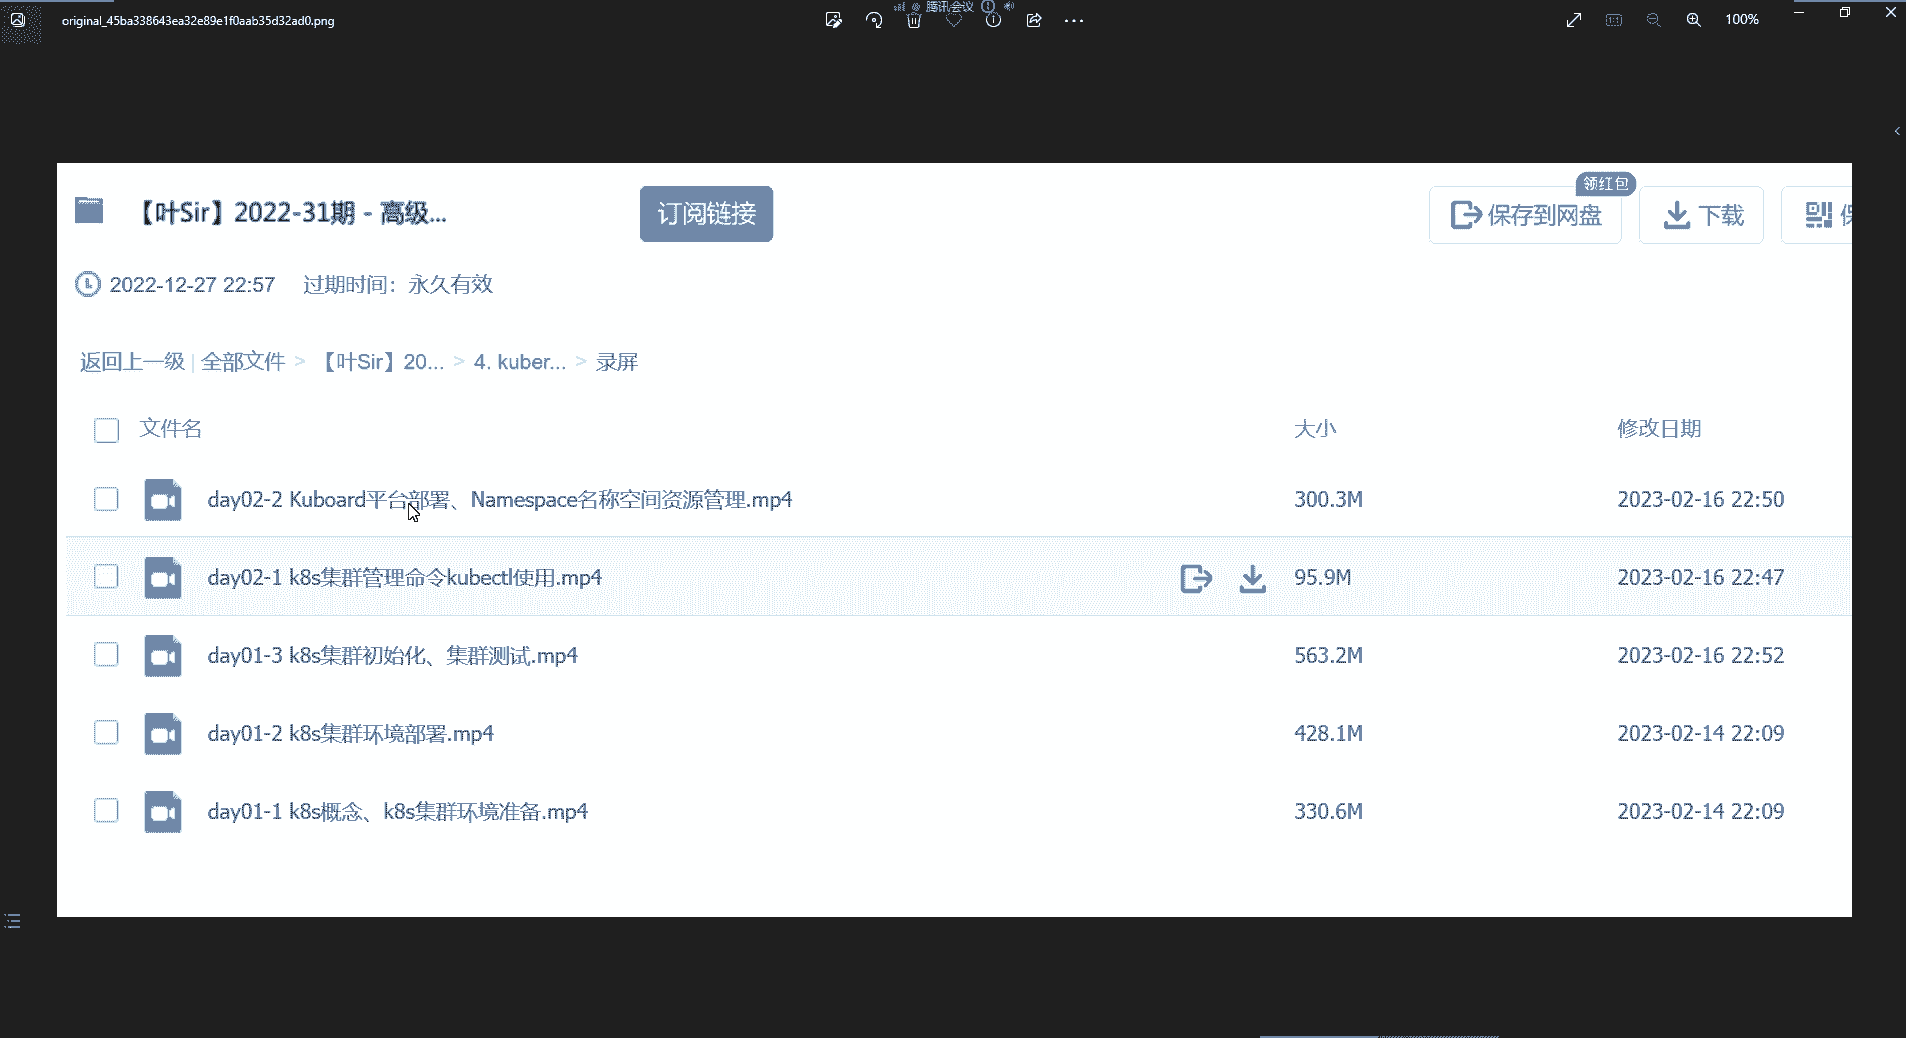 腾讯会议
original_45ba338643ea32e89e1f0aab35d32ad0.png
100%
【叶Sir】2022-31期 - 高级...
订阅链接
领红包
保存到网盘
下载
2022-12-27 22:57 过期时间：永久有效
返回上一级 | 全部文件 > 【叶Sir】20... > 4. kuber... > 录屏
文件名 大小 修改日期
day02-2 Kuboard平台部署、Namespace名称空间资源管理.mp4 300.3M 2023-02-16 22:50
day02-1 k8s集群管理命令kubectl使用.mp4 95.9M 2023-02-16 22:47
day01-3 k8s集群初始化、集群测试.mp4 563.2M 2023-02-16 22:52
day01-2 k8s集群环境部署.mp4 428.1M 2023-02-14 22:09
day01-1 k8s概念、k8s集群环境准备.mp4 330.6M 2023-02-14 22:09